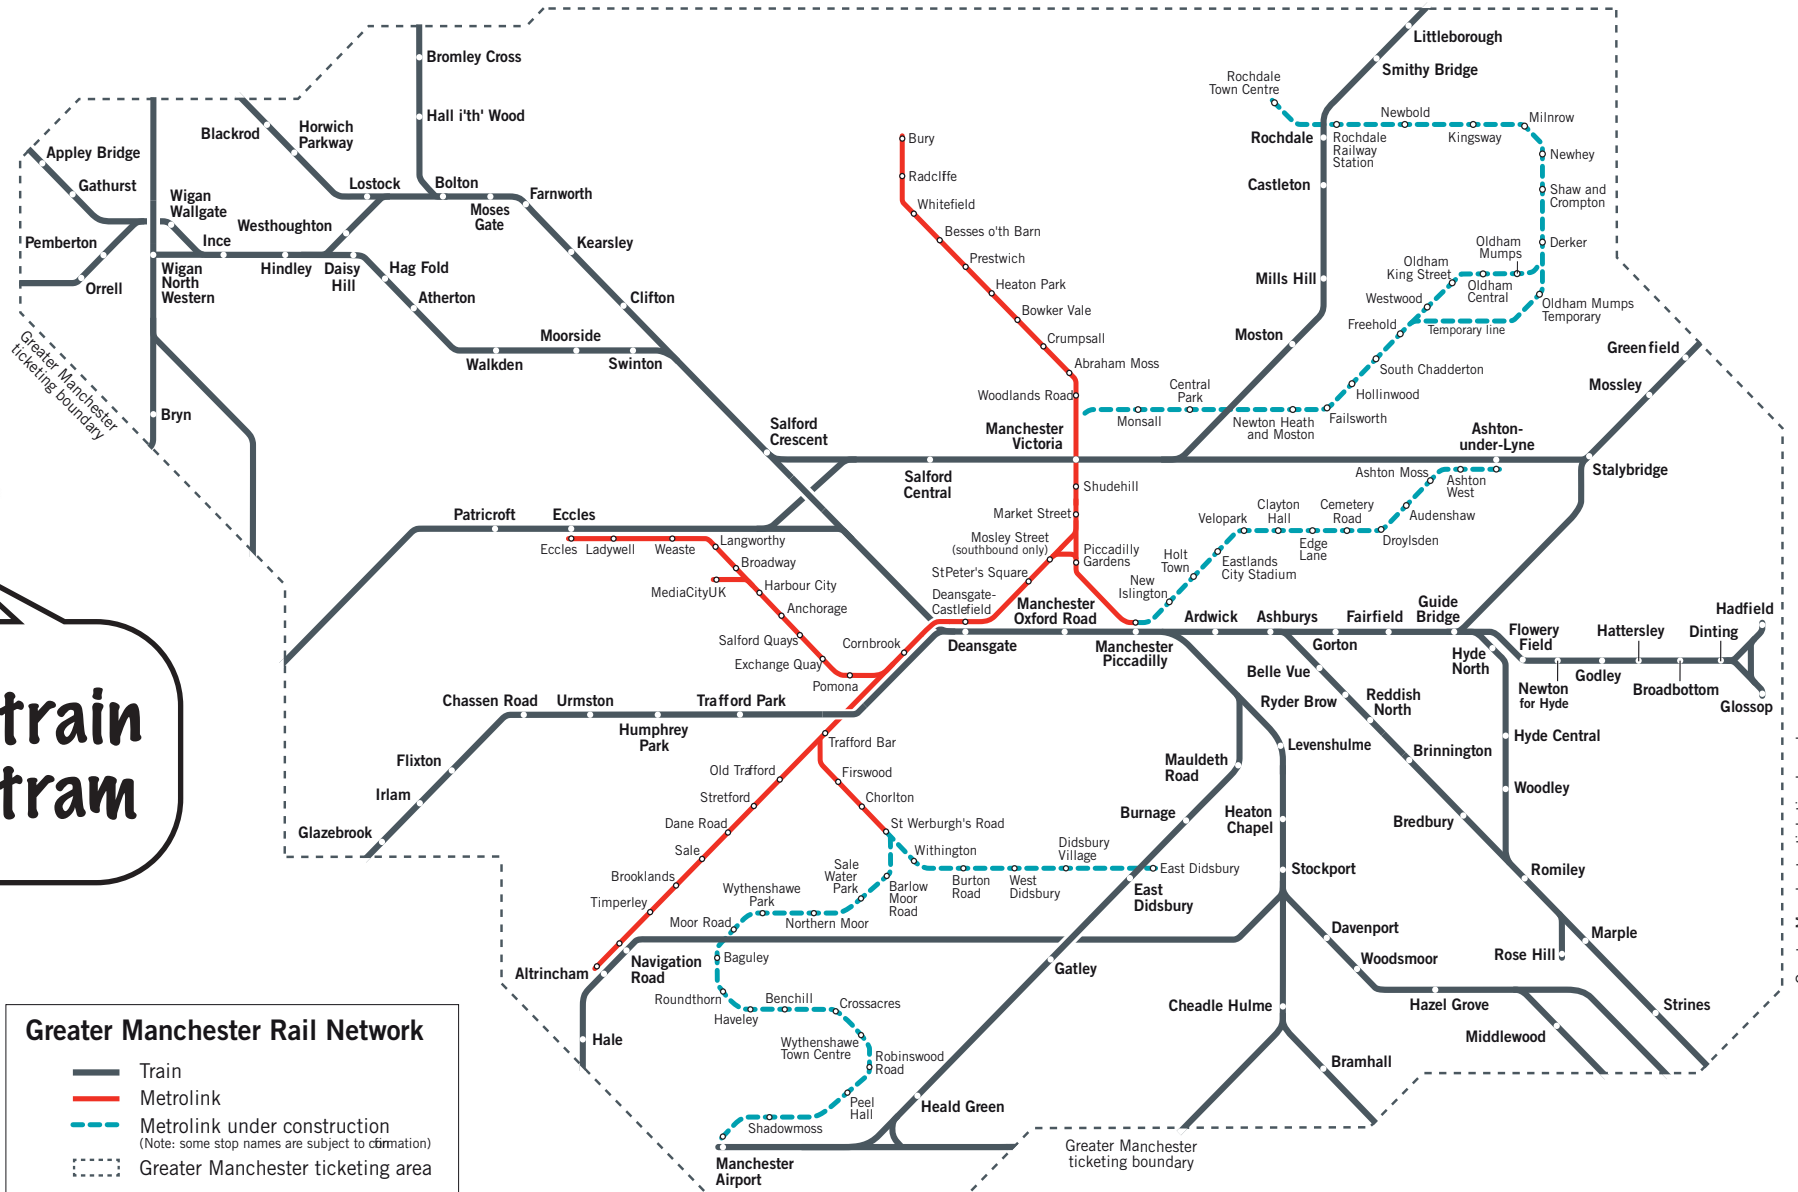 Littleborough
Smithy Bridge
Bromley Cross
Hall i'th' Wood
Rochdale
Town Centre
Newbold
Milnrow
Kingsway
Rochdale
Rochdale
Railway
Station
Newhey
Blackrod
Horwich
Parkway
Bury
Radclffe
Whitefield
Besses o'th Barn
Prestwich
Heaton Park
Bowker Vale
Crumpsall
Abraham Moss
Woodlands Road
Castleton
Shaw and
Crompton
Derker
Oldham
Mumps
Oldham
King Street
Oldham
Central
Westwood
Oldham Mumps
Temporary
Temporary line
Freehold
South Chadderton
Hollinwood
Failsworth
Newton Heath
and Moston
Central
Park
Monsall
Mills Hill
Moston
Greenfield
Mossley
Appley Bridge
Gathurst
Wigan
Wallgate
Lostock
Bolton
Moses
Gate
Farnworth
Westhoughton
Pemberton
Ince
Orrell
Wigan
North
Western
Hindley
Daisy
Hill
Hag Fold
Atherton
Kearsley
Clifton
Moorside
Walkden
Swinton
Greater Manchester
ticketing boundary
Bryn
Salford
Crescent
Manchester
Victoria
Salford
Central
Ashton-
under-Lyne
Stalybridge
Ashton Moss
Ashton
West
Audenshaw
Droylsden
Cemetery
Road
Edge
Lane
Clayton
Hall
Velopark
Eastlands
City Stadium
Holt
Town
New
Islington
Shudehill
Market Street
Mosley Street
(southbound only)
Piccadilly
Gardens
StPeter's Square
Deansgate-
Castlefield
Patricroft
Eccles
Eccles
Ladywell
Weaste
Langworthy
Broadway
MediaCityUK
Harbour City
Anchorage
Salford Quays
Exchange Quay
Pomona
Cornbrook
Deansgate
Manchester
Oxford Road
Manchester
Piccadilly
Ardwick
Ashburys
Gorton
Fairfield
Guide
Bridge
Hyde
North
Flowery
Field
Newton
for Hyde
Godley
Hattersley
Broadbottom
Dinting
Hadfield
Glossop
Belle Vue
Ryder Brow
Reddish
North
Brinnington
Bredbury
Hyde Central
Woodley
Romiley
Marple
Rose Hill
Strines
Chassen Road
Urmston
Humphrey
Park
Trafford Park
Flixton
Irlam
Glazebrook
train
tram
Trafford Bar
Old Trafford
Stretford
Dane Road
Sale
Brooklands
Timperley
Navigation
Road
Altrincham
Hale
Firswood
Chorlton
St Werburgh's Road
Withington
Burton
Road
West
Didsbury
Didsbury
Village
East Didsbury
East
Didsbury
Barlow
Moor
Road
Sale
Water
Park
Northern Moor
Wythenshawe
Park
Moor Road
Baguley
Roundthorn
Haveley
Benchill
Crossacres
Wythenshawe
Town Centre
Robinswood
Road
Peel
Hall
Shadowmoss
Manchester
Airport
Mauldeth
Road
Burnage
Gatley
Heald Green
Levenshulme
Heaton
Chapel
Stockport
Cheadle Hulme
Bramhall
Davenport
Woodsmoor
Hazel Grove
Middlewood
Greater Manchester
ticketing boundary
Greater Manchester Rail Network
Train
Metrolink
Metrolink under construction
(Note: some stop names are subject to cofirmation)
Greater Manchester ticketing area